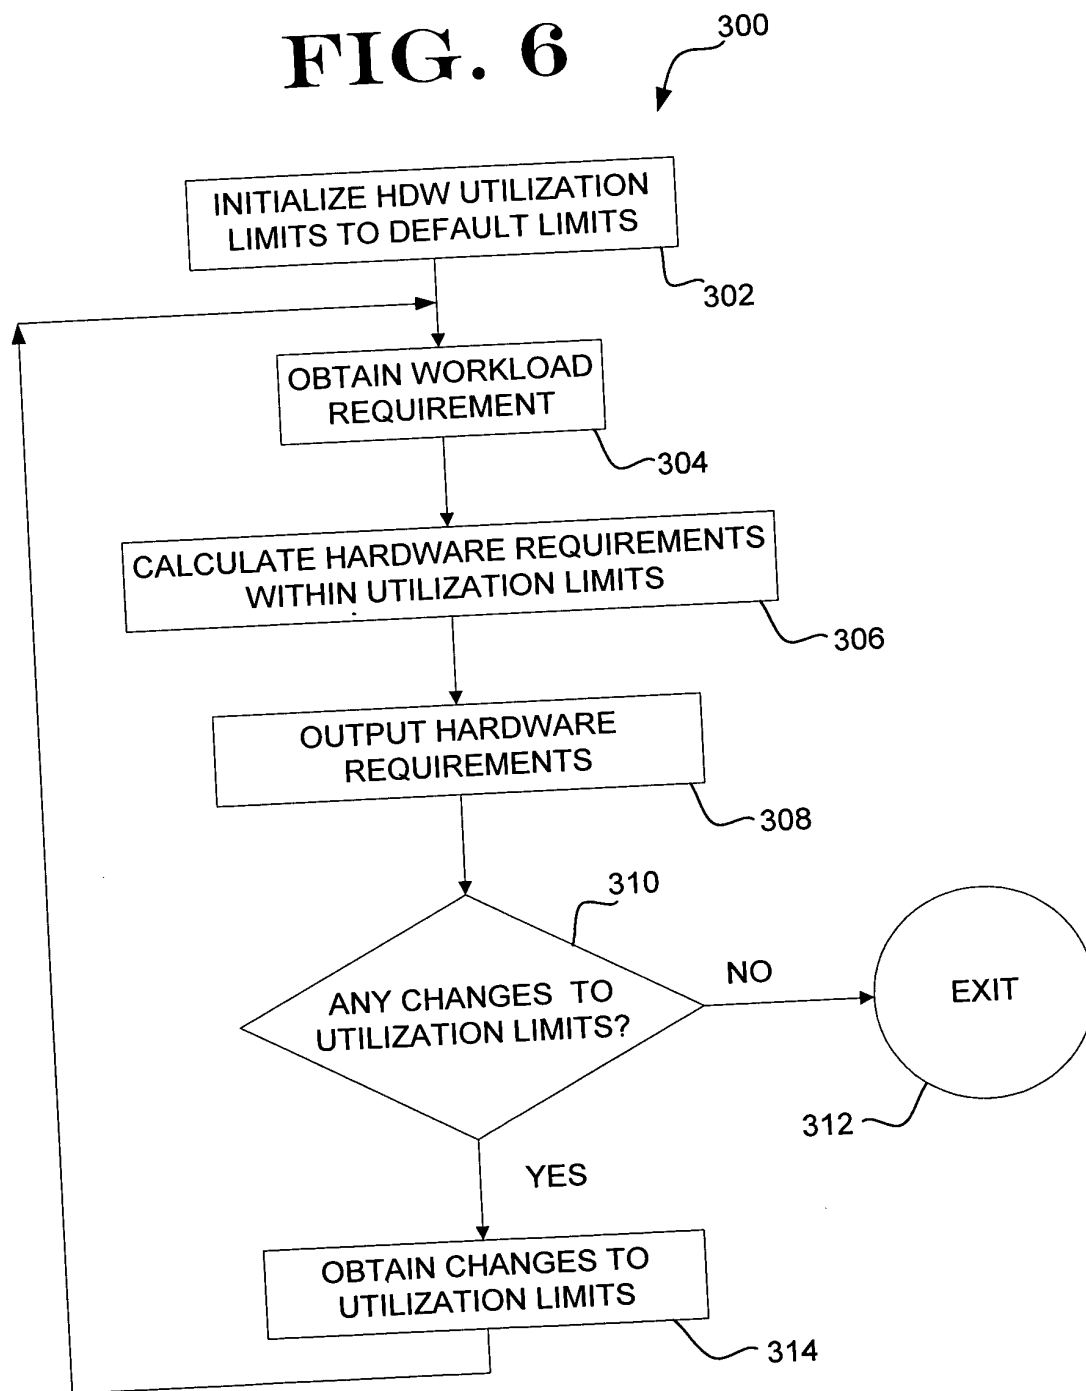 FIG. 6
300
INITIALIZE HDW UTILIZATION
LIMITS TO DEFAULT LIMITS
302
OBTAIN WORKLOAD
REQUIREMENT
304
CALCULATE HARDWARE REQUIREMENTS
WITHIN UTILIZATION LIMITS
306
OUTPUT HARDWARE
REQUIREMENTS
308
310
ANY CHANGES TO
UTILIZATION LIMITS?
NO
EXIT
312
YES
OBTAIN CHANGES TO
UTILIZATION LIMITS
314